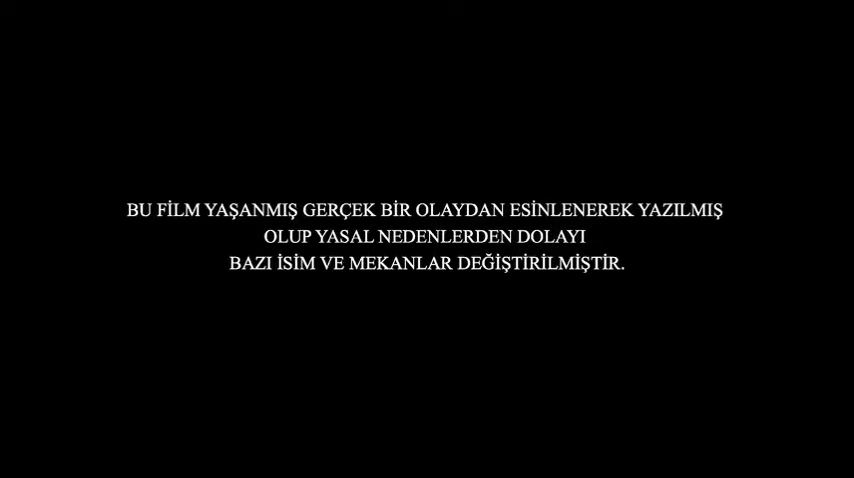 BU FİLM YAŞANMIŞ GERÇEK BİR OLAYDAN ESİNLENEREK YAZILMIŞ
OLUP YASAL NEDENLERDEN DOLAYI
BAZI İSİM VE MEKANLAR DEĞİŞTİRİLMİŞTİR.